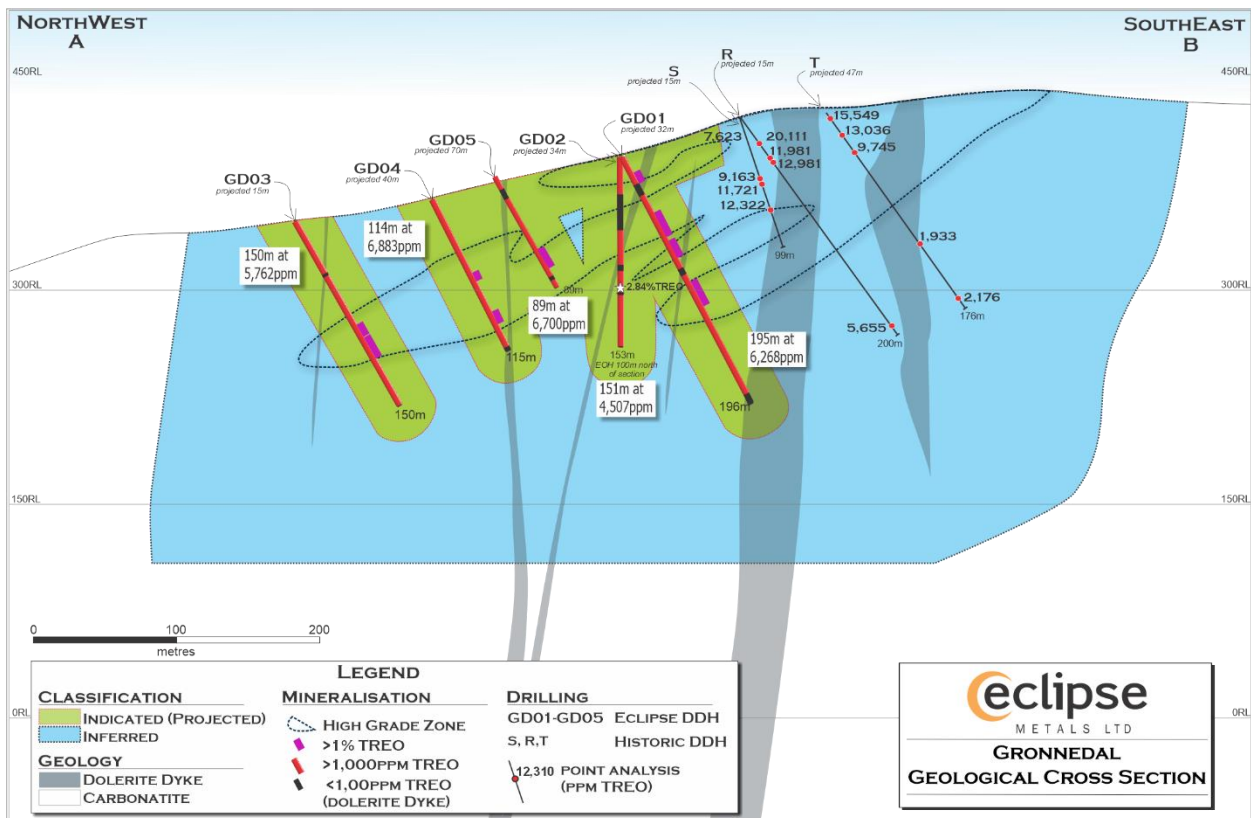 NORTHWEST
A
SOUTHEAST
B
450RL
450RL
R
projected 15m
S
projected 15m
T
projected 47m
GD01
projected 32m
GD02
projected 34m
GD05
projected 70m
GD04
projected 40m
GD03
projected 15m
15,549
13,036
9,745
7,623
20,111
11,981
12,981
9,163
11,721
12,322
99m
1,933
2,176
176m
5,655
200m
114m at
6,883ppm
150m at
5,762ppm
300RL
300RL
2.84%TREO
89m
89m at
6,700ppm
115m
153m
EOH 100m north
of section
151m at
4,507ppm
195m at
6,268ppm
150m
196m
150RL
150RL
0 100 200
metres
0RL
0RL
LEGEND
CLASSIFICATION
INDICATED (PROJECTED)
INFERRED
GEOLOGY
DOLERITE DYKE
CARBONATITE
MINERALISATION
HIGH GRADE ZONE
>1% TREO
>1,000PPM TREO
<1,00PPM TREO
(DOLERITE DYKE)
DRILLING
GD01-GD05 ECLIPSE DDH
S, R,T HISTORIC DDH
12,310 POINT ANALYSIS
(PPM TREO)
eclipse
METALS LTD
GRONNEDAL
GEOLOGICAL CROSS SECTION